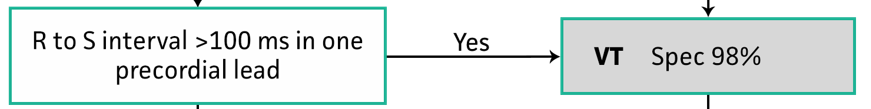 R to S interval >100 ms in one
precordial lead
Yes
VT Spec 98%